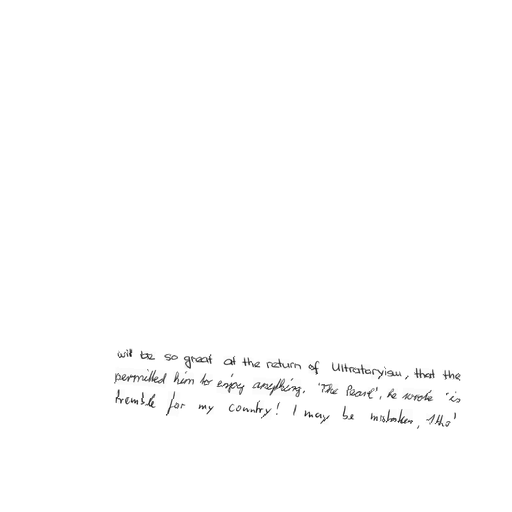 will be so great at the return of Ultratoryism, that the
permitted him to enjoy anything. 'The Pearl', he wrote 'is
tremble for my country! I may be mistaken, tho'